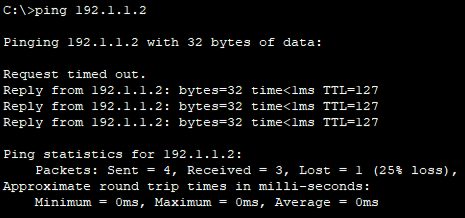 C:\>ping 192.1.1.2
Pinging 192.1.1.2 with 32 bytes of data:
Request timed out.
Reply from 192.1.1.2: bytes=32 time<1ms TTL=127
Reply from 192.1.1.2: bytes=32 time<1ms TTL=127
Reply from 192.1.1.2: bytes=32 time<1ms TTL=127
Ping statistics for 192.1.1.2:
    Packets: Sent = 4, Received = 3, Lost = 1 (25% loss),
Approximate round trip times in milli-seconds:
    Minimum = 0ms, Maximum = 0ms, Average = 0ms